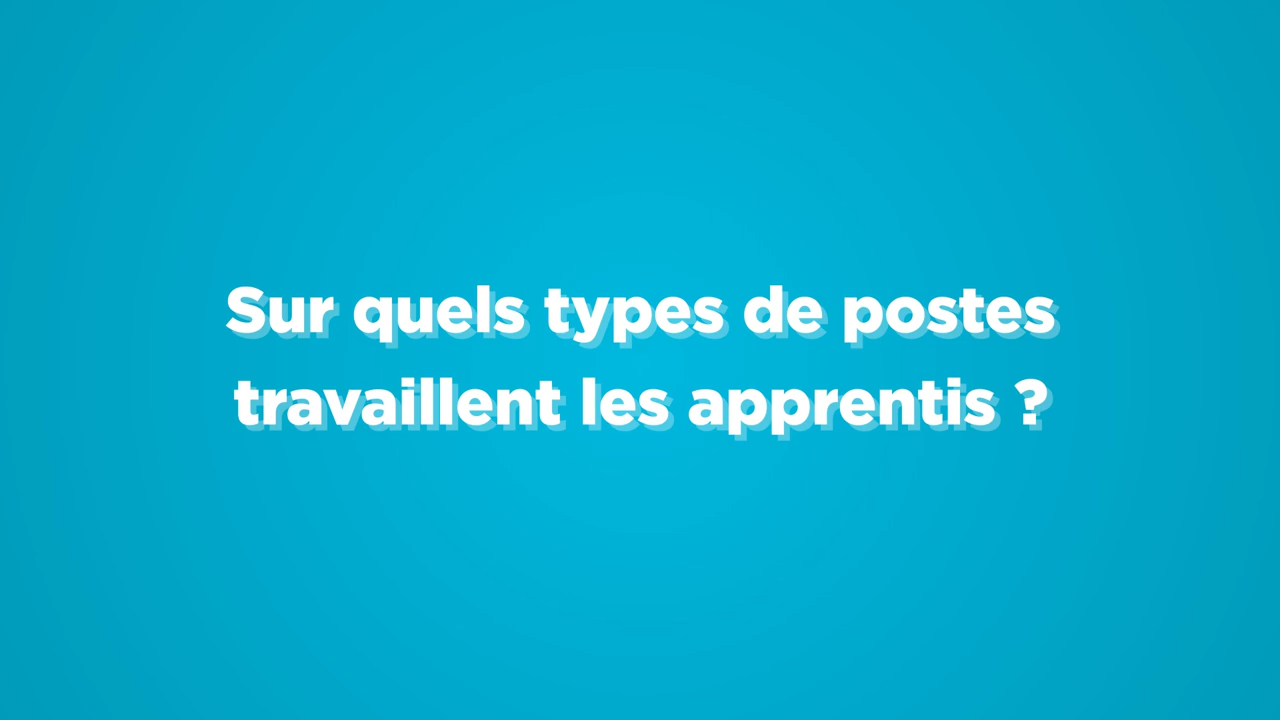 Sur quels types de postes
travaillent les apprentis ?